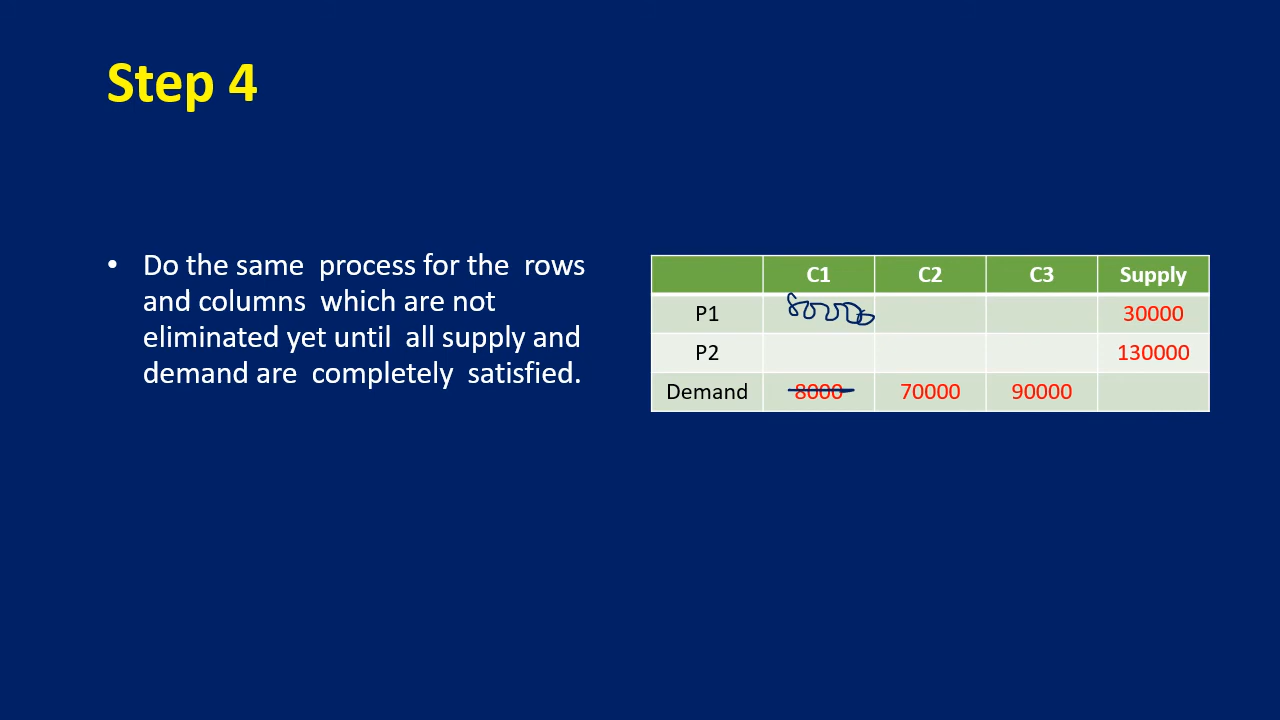 Step 4
• Do the same process for the rows
and columns which are not
eliminated yet until all supply and
demand are completely satisfied.
C1 C2 C3 Supply
P1 80000 30000
P2 130000
Demand 8000 70000 90000